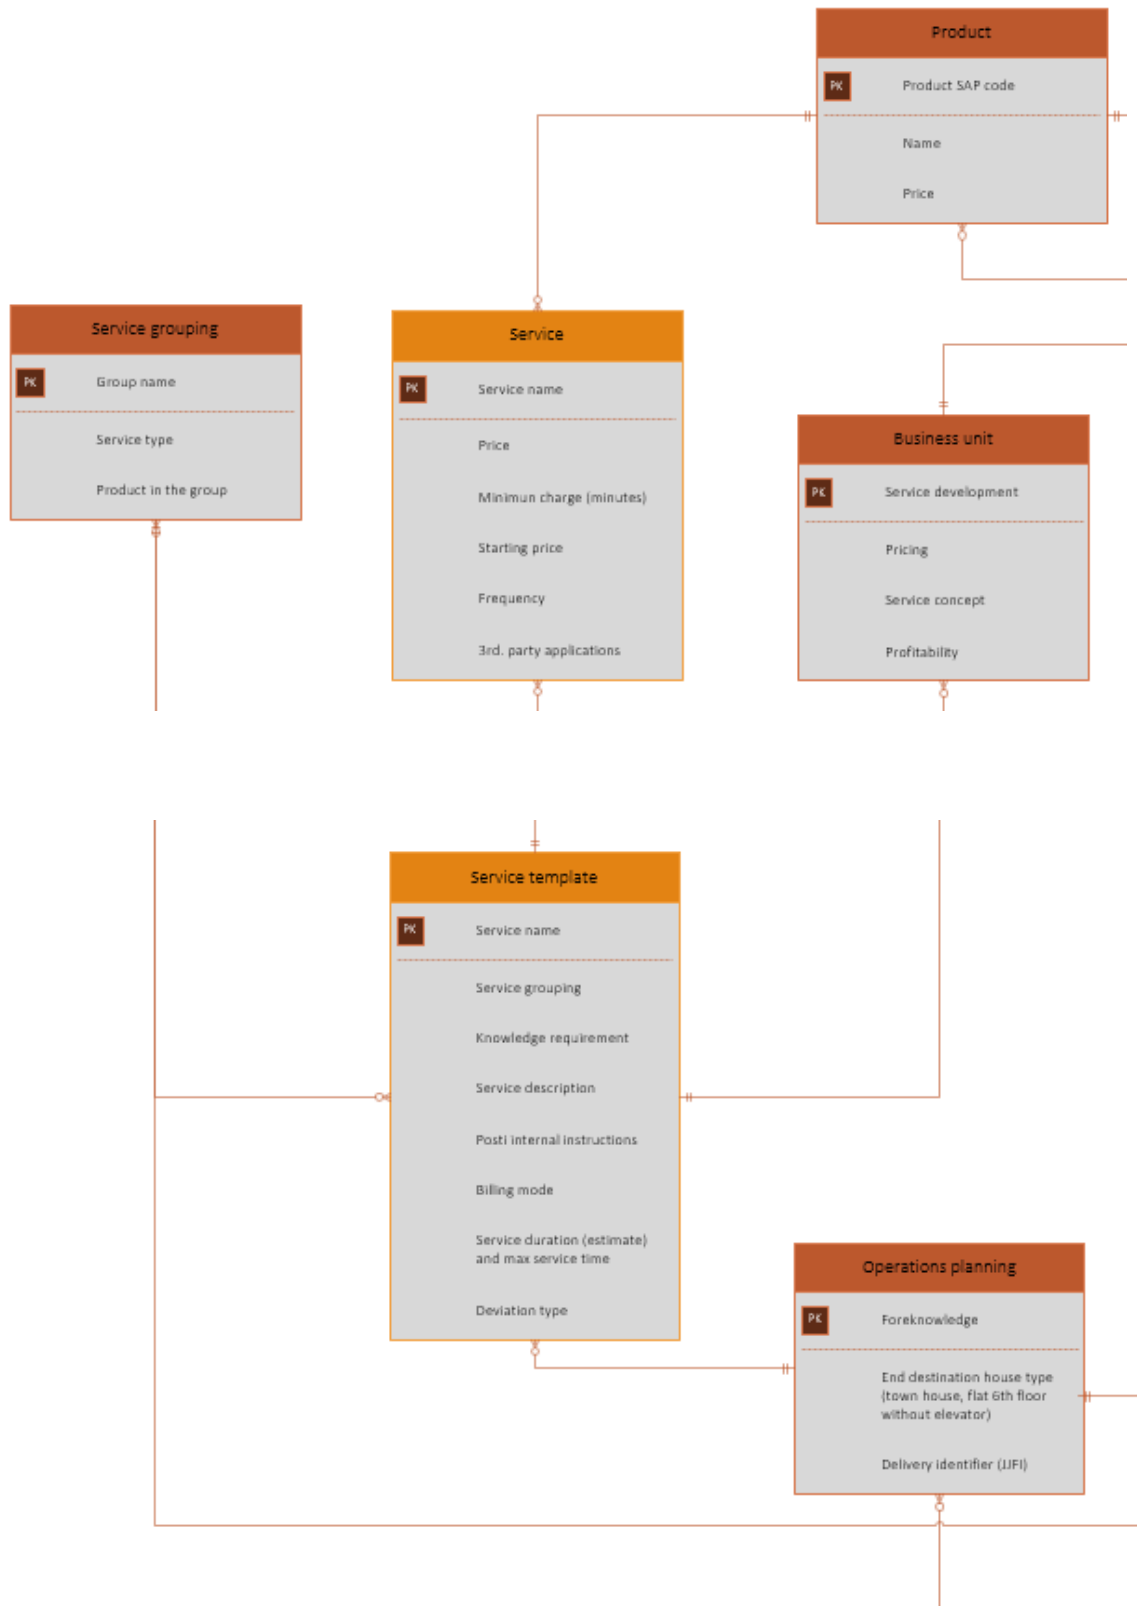 Product
PK
Product SAP code
Name
Price
Service grouping
PK
Group name
Service type
Product in the group
Service
PK
Service name
Price
Minimun charge (minutes)
Starting price
Frequency
3rd. party applications
Business unit
PK
Service development
Pricing
Service concept
Profitability
Service template
PK
Service name
Service grouping
Knowledge requirement
Service description
Posti internal instructions
Billing mode
Service duration (estimate)
and max service time
Deviation type
Operations planning
PK
Foreknowledge
End destination house type
(town house, flat 6th floor
without elevator)
Delivery identifier (JJFI)